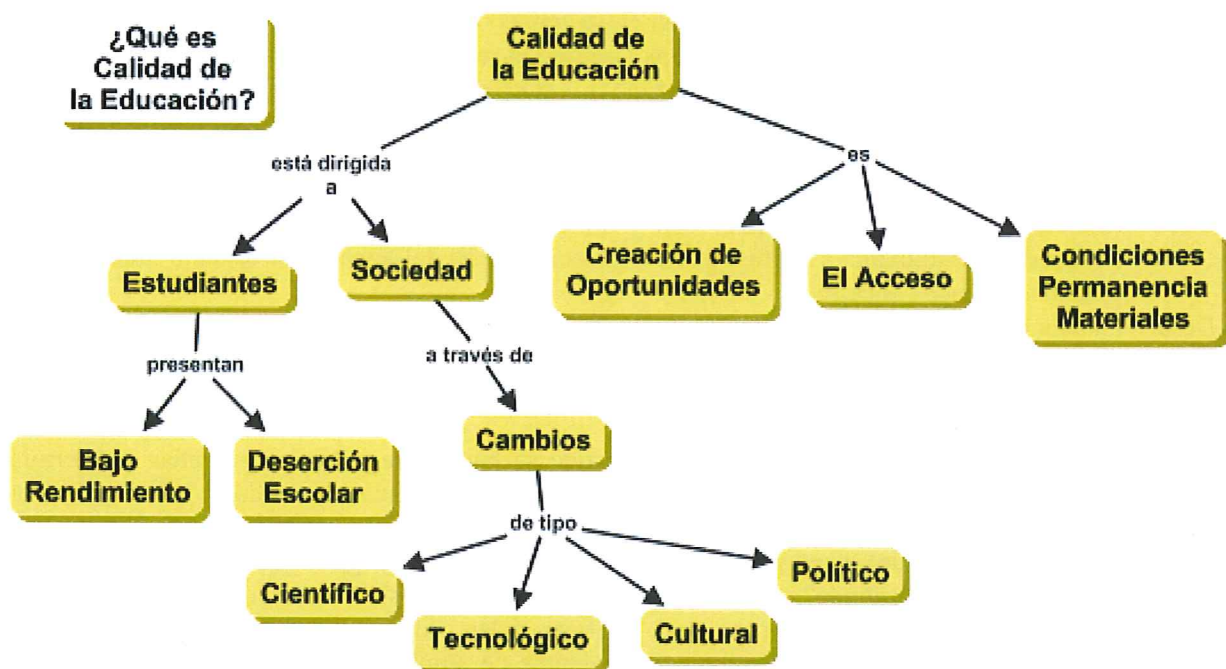 ¿Qué es
Calidad de
la Educación?
Calidad de
la Educación
está dirigida
a
es
Estudiantes
Sociedad
Creación de
Oportunidades
El Acceso
Condiciones
Permanencia
Materiales
presentan
a través de
Bajo
Rendimiento
Deserción
Escolar
Cambios
de tipo
Científico
Tecnológico
Cultural
Político